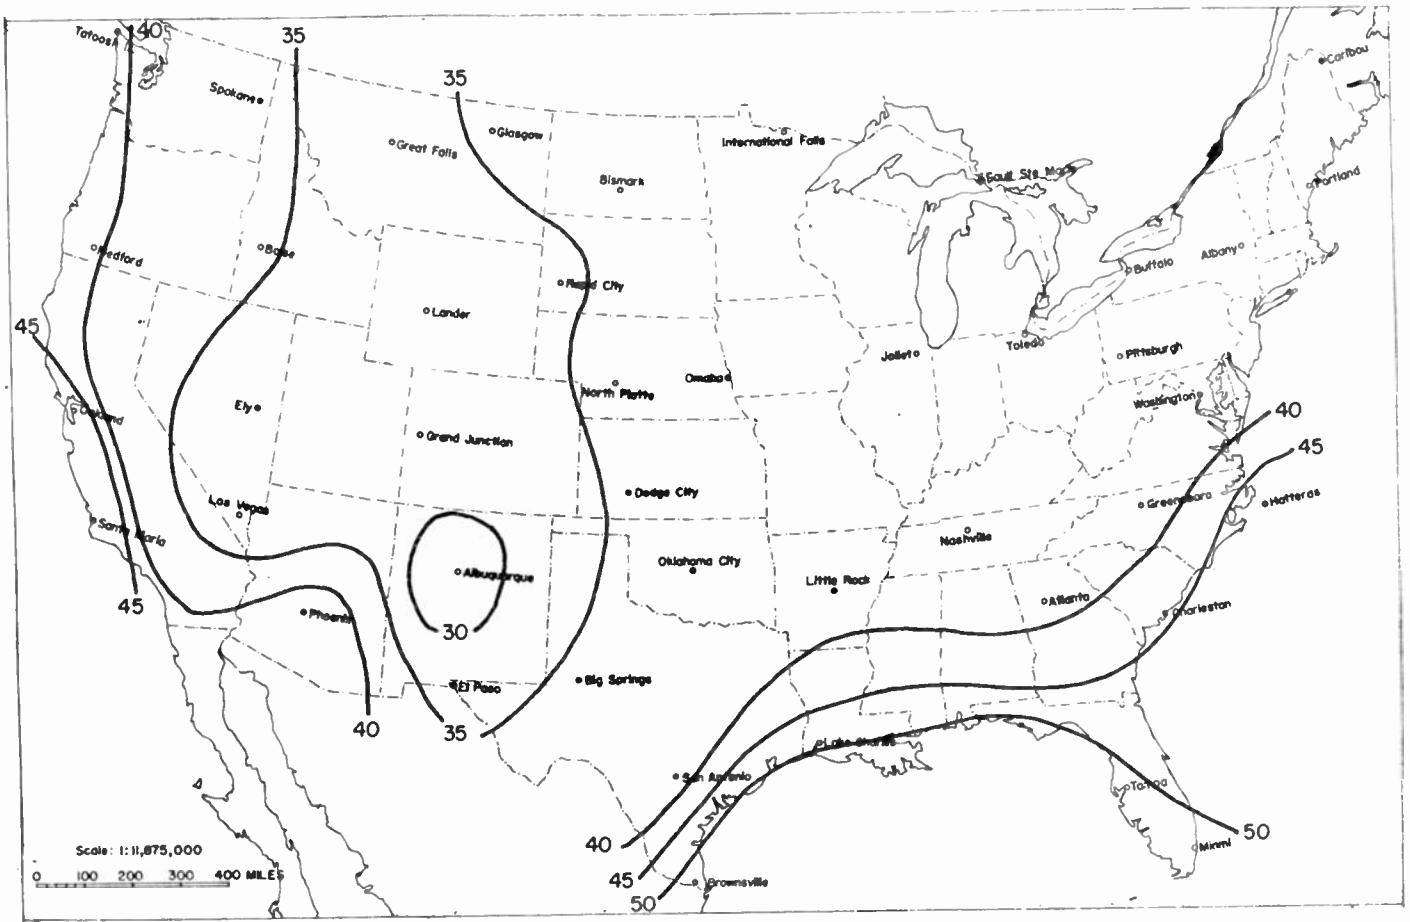 Tatoosh
40
35
35
Caribou
Spokane
Glasgow
Great Falls
International Falls
Bismark
Sault Ste Marie
Portland
Medford
Boise
Albany
Buffalo
Rapid City
Lander
45
Toledo
Joliet
Pittsburgh
Omaha
North Platte
Washington
Ely
Oakland
40
Grand Junction
45
Dodge City
Las Vegas
Greensboro
Hatteras
Santa Maria
Nashville
Oklahoma City
Albuquerque
Little Rock
45
Phoenix
Atlanta
Charleston
30
Big Springs
El Paso
40
35
Lake Charles
San Antonio
Tampa
50
40
Miami
Scale: 1:11,875,000
0 100 200 300 400 MILES
45
Brownsville
50